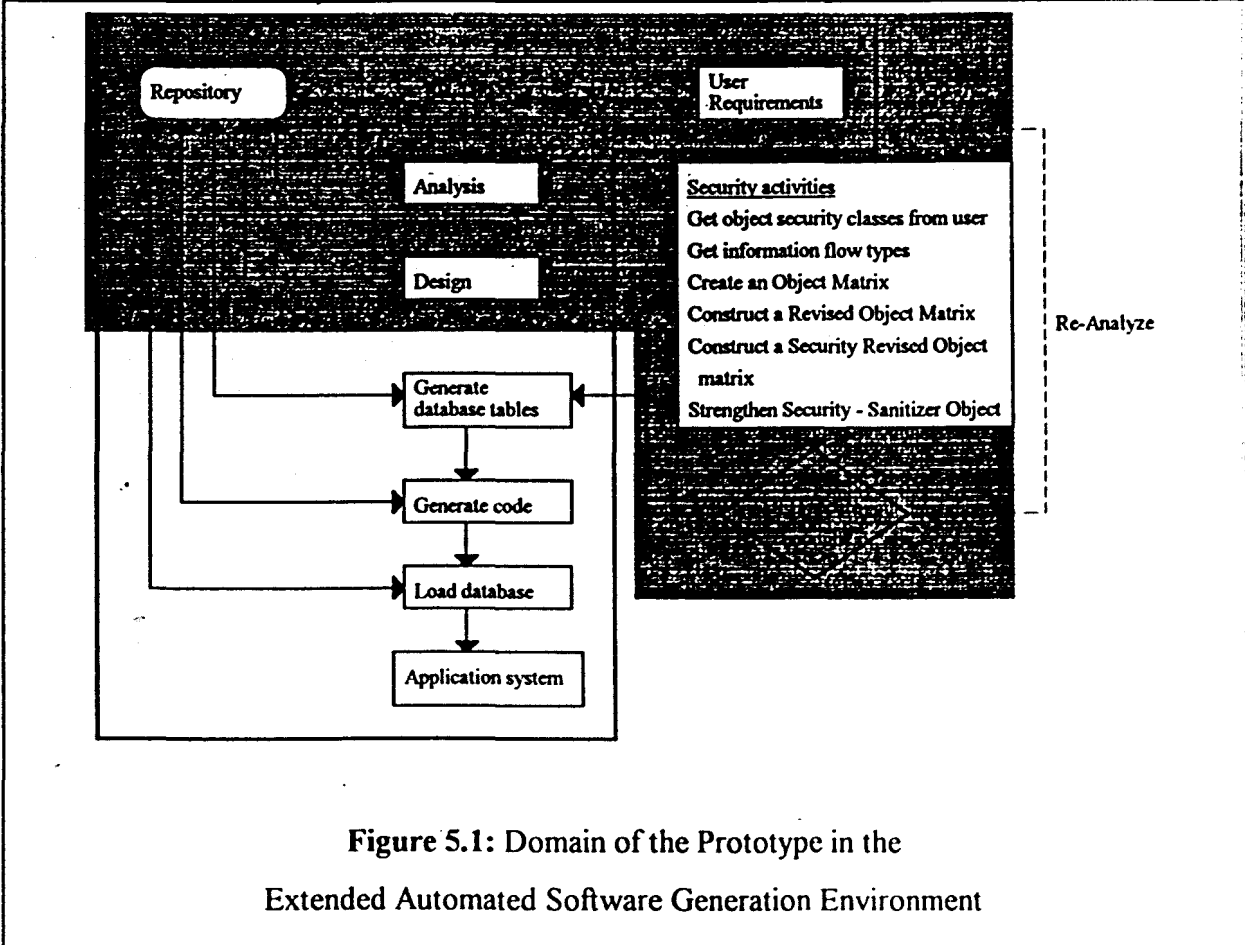 Repository
User
Requirements
Analysis
Design
Security activities
Get object security classes from user
Get information flow types
Create an Object Matrix
Construct a Revised Object Matrix
Construct a Security Revised Object
matrix
Strengthen Security - Sanitizer Object
Re-Analyze
Generate
database tables
Generate code
Load database
Application system
Figure 5.1: Domain of the Prototype in the
Extended Automated Software Generation Environment